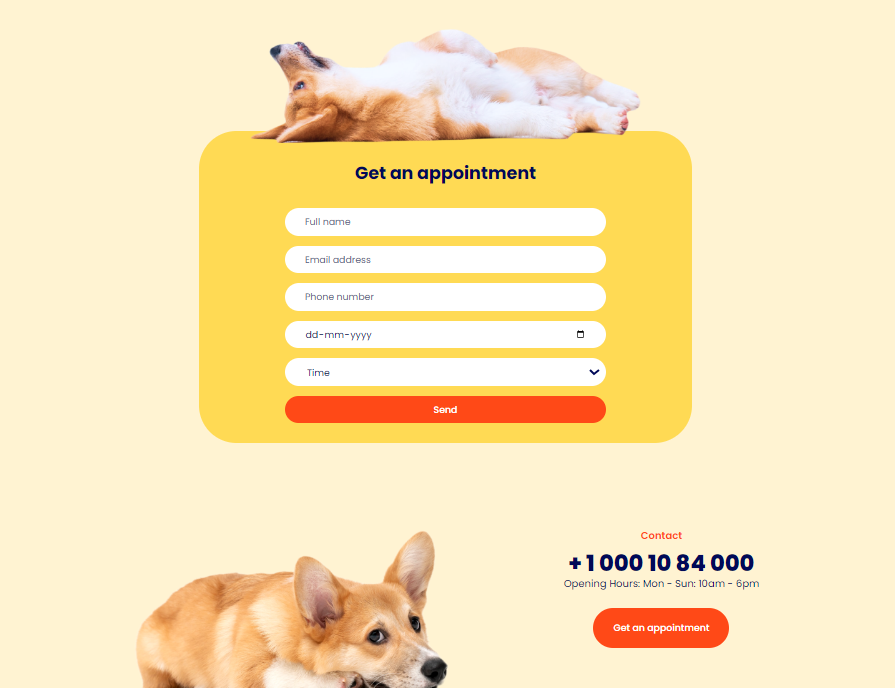 Get an appointment
Full name
Email address
Phone number
dd-mm-yyyy
Time
Send
Contact
+ 1 000 10 84 000
Opening Hours: Mon - Sun: 10am - 6pm
Get an appointment